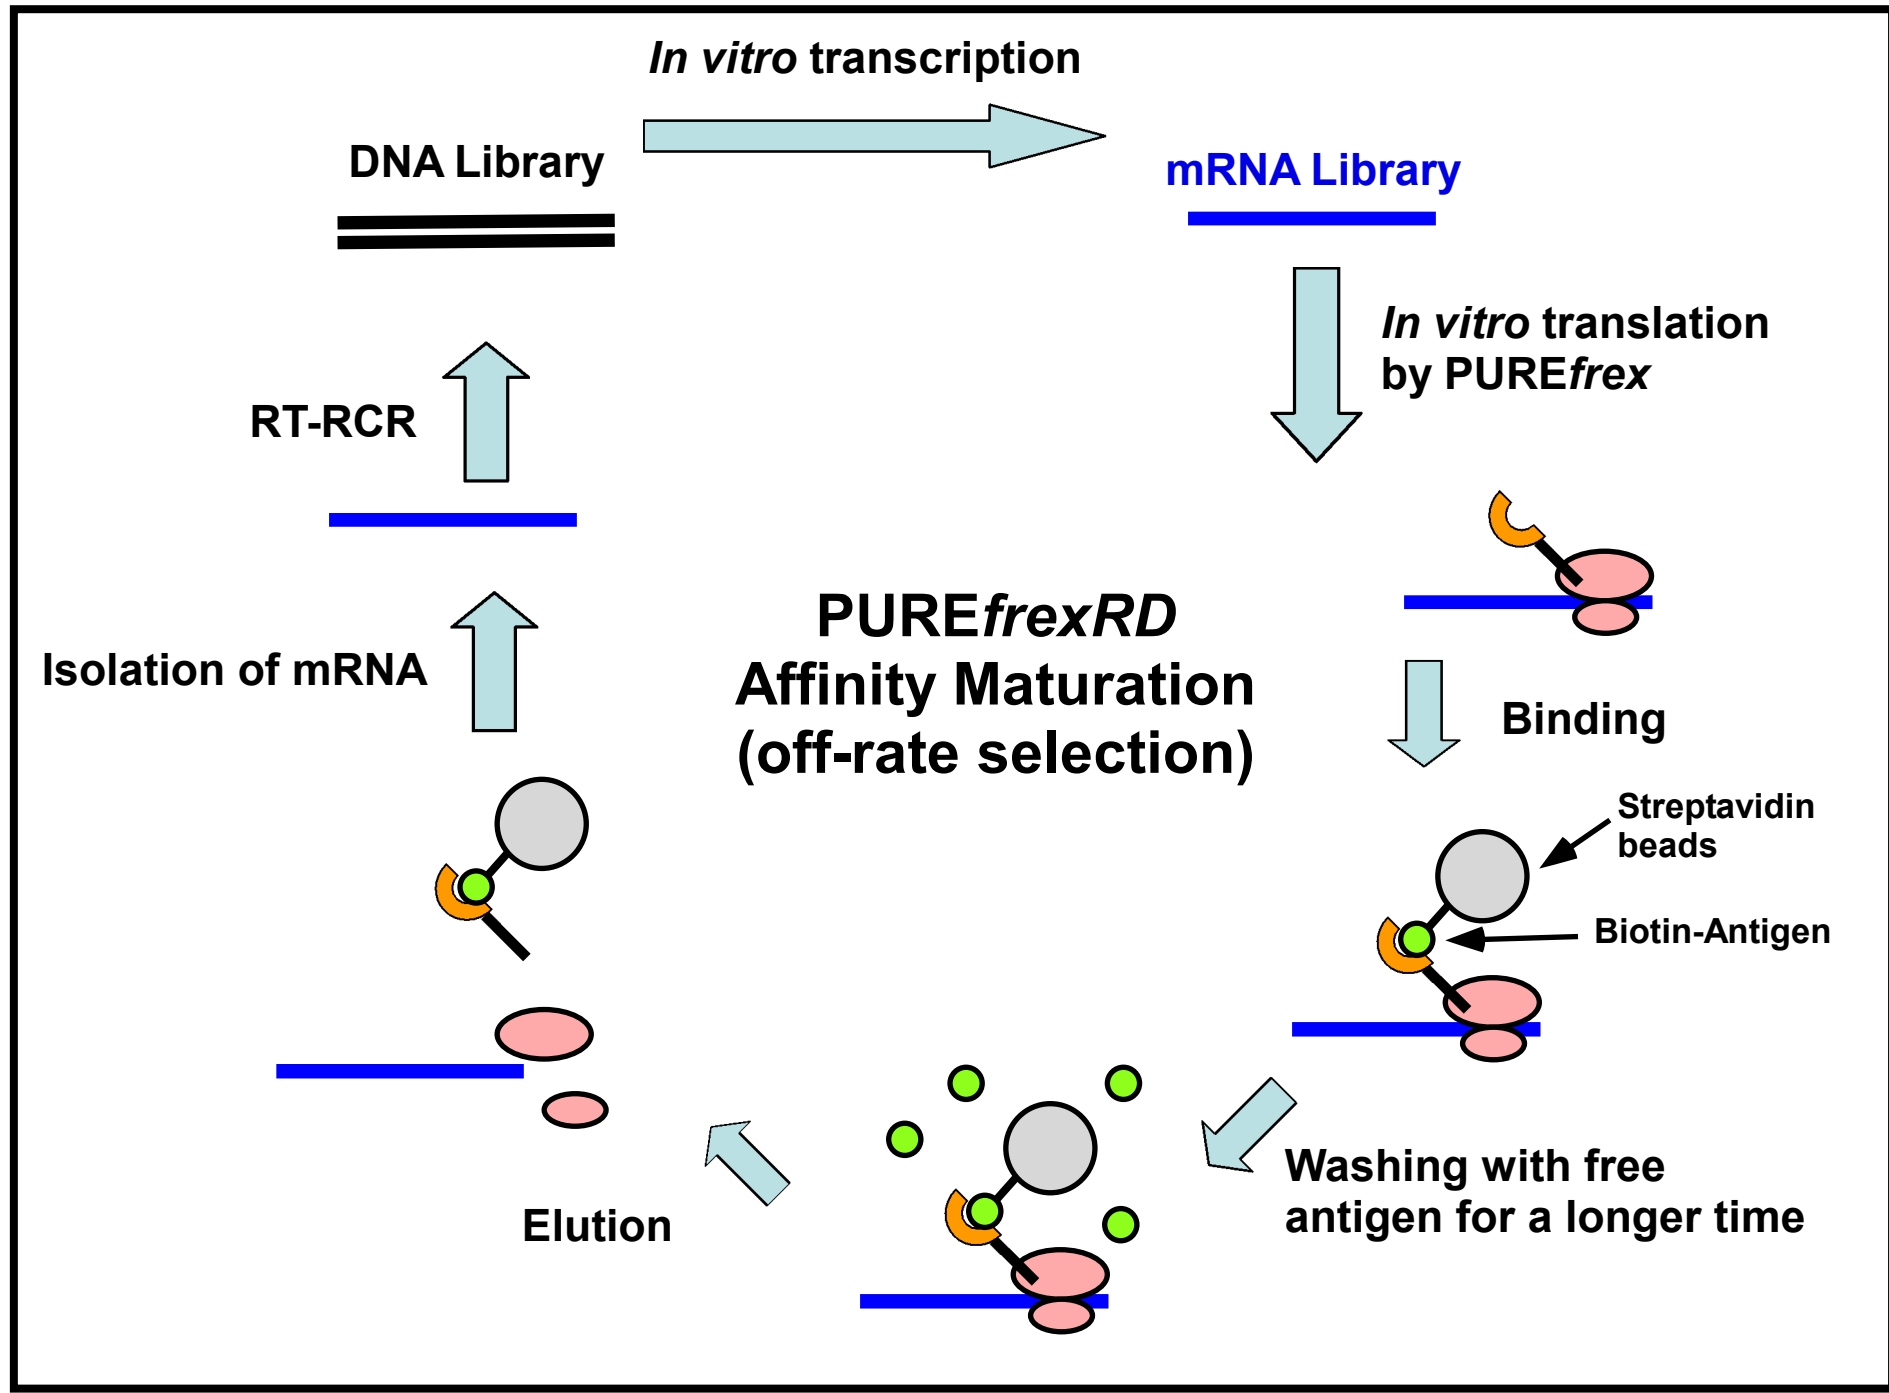 In vitro transcription
DNA Library
mRNA Library
In vitro translation
by PUREfrex
RT-RCR
PUREfrexRD
Affinity Maturation
(off-rate selection)
Isolation of mRNA
Binding
Streptavidin
beads
Biotin-Antigen
Washing with free
antigen for a longer time
Elution